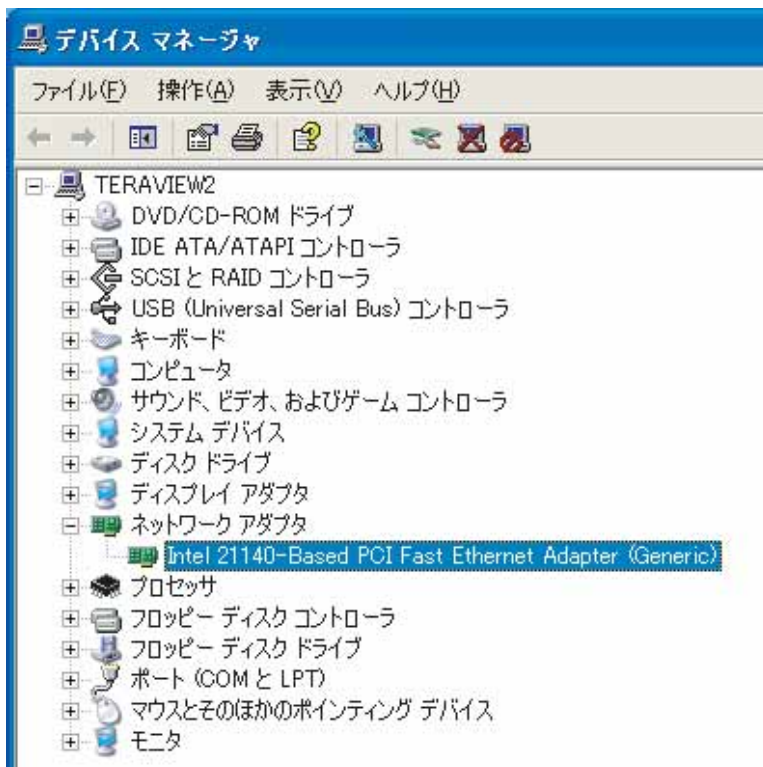 デバイス マネージャ
ファイル(F) 操作(A) 表示(V) ヘルプ(H)
TERAVIEW2
DVD/CD-ROM ドライブ
IDE ATA/ATAPI コントローラ
SCSI と RAID コントローラ
USB (Universal Serial Bus) コントローラ
キーボード
コンピュータ
サウンド、ビデオ、およびゲーム コントローラ
システム デバイス
ディスク ドライブ
ディスプレイ アダプタ
ネットワーク アダプタ
Intel 21140-Based PCI Fast Ethernet Adapter (Generic)
プロセッサ
フロッピー ディスク コントローラ
フロッピー ディスク ドライブ
ポート (COM と LPT)
マウスとそのほかのポインティング デバイス
モニタ